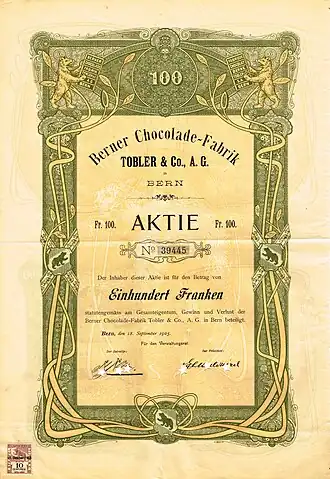 100
Berner Chocolade-Fabrik
TOBLER & Co., A. G.
in
BERN
Fr. 100. AKTIE Fr. 100.
No 39445
Der Inhaber dieser Aktie ist für den Betrag von
Einhundert Franken
statutengemäss am Gesamteigentum, Gewinn und Verlust der
Berner Chocolade-Fabrik Tobler & Co., A. G. in Bern beteiligt.
Bern, den 18. September 1905.
Für den Verwaltungsrat
Der Präsident:
10